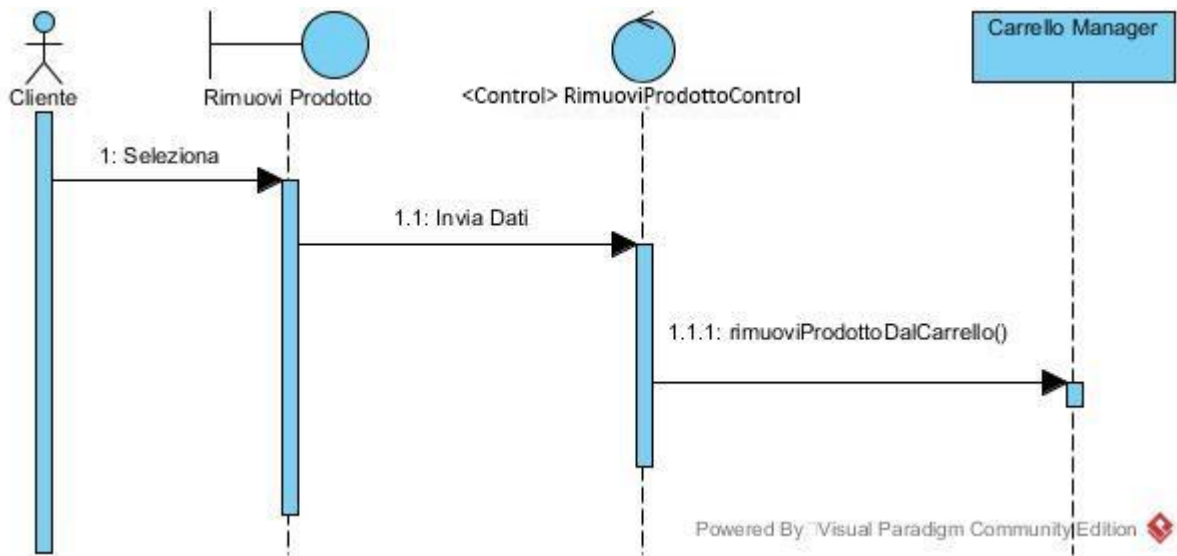 Cliente
Rimuovi Prodotto
<Control> RimuoviProdottoControl
Carrello Manager
1: Seleziona
1.1: Invia Dati
1.1.1: rimuoviProdottoDalCarrello()
Powered By Visual Paradigm Community Edition